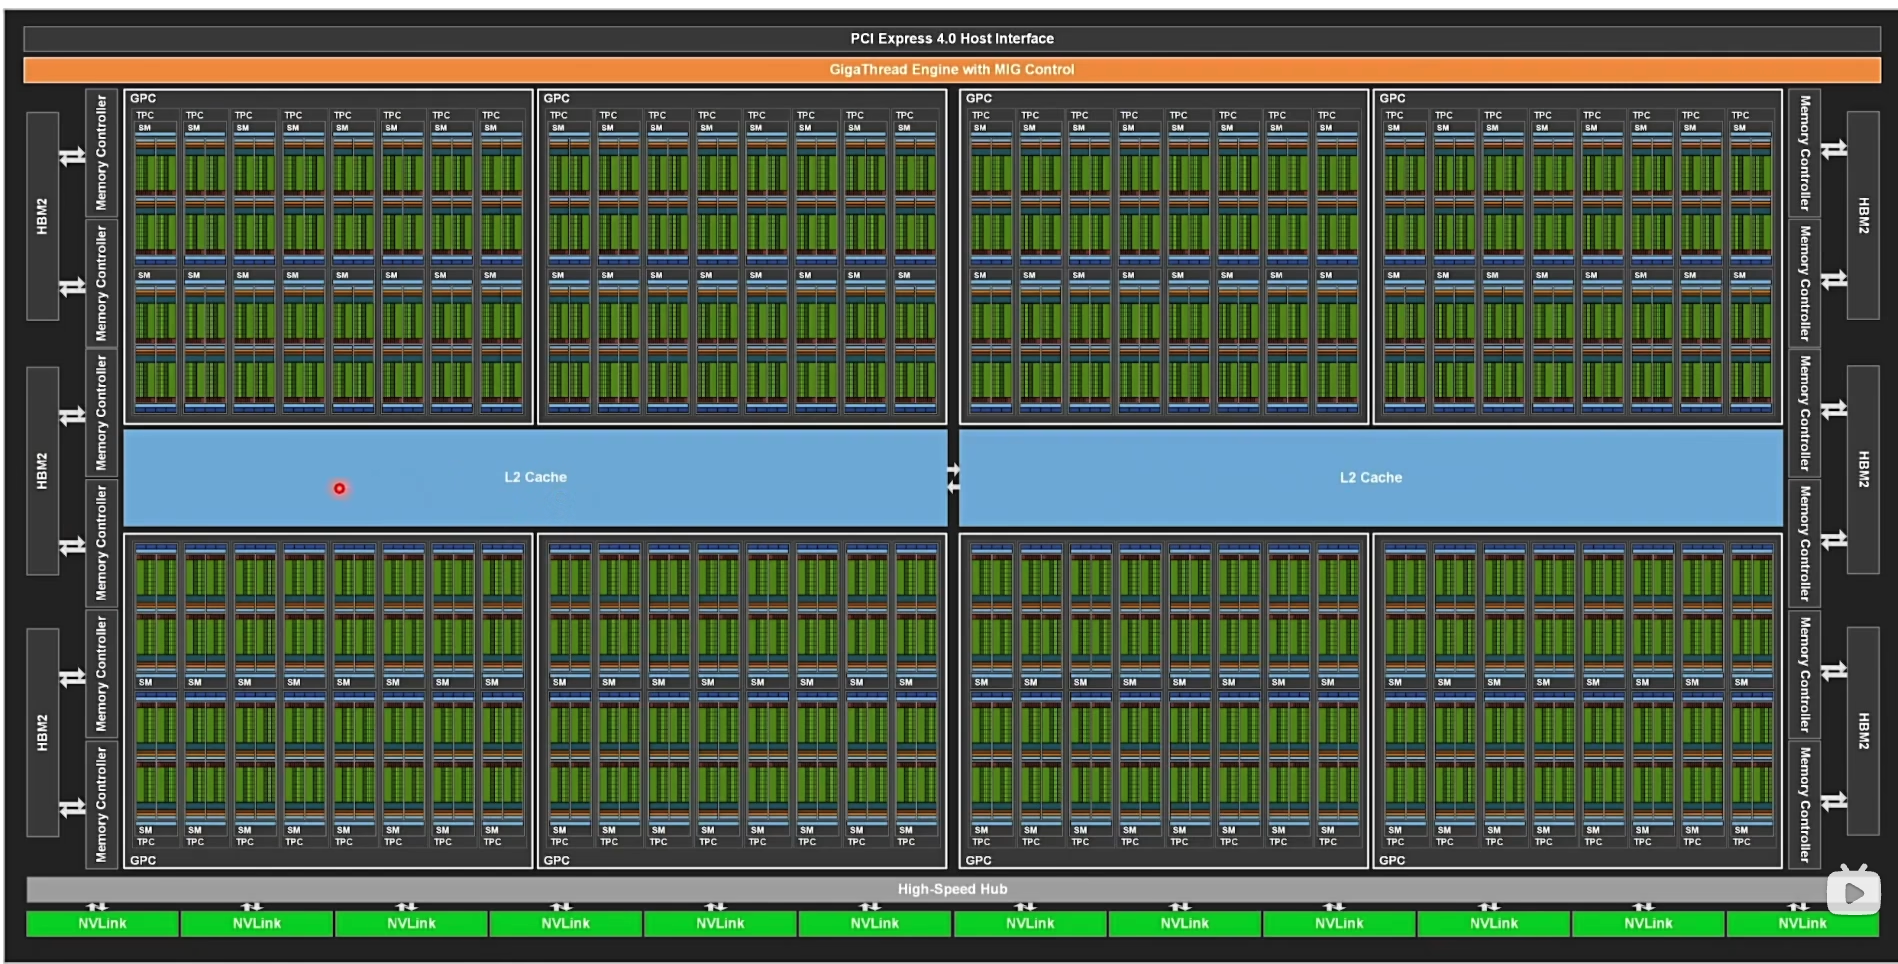 PCI Express 4.0 Host Interface
GigaThread Engine with MIG Control
HBM2
HBM2
HBM2
Memory Controller
Memory Controller
Memory Controller
Memory Controller
Memory Controller
Memory Controller
GPC
TPC TPC TPC TPC TPC TPC TPC TPC
SM SM SM SM SM SM SM SM
SM SM SM SM SM SM SM SM
GPC
TPC TPC TPC TPC TPC TPC TPC TPC
SM SM SM SM SM SM SM SM
SM SM SM SM SM SM SM SM
GPC
TPC TPC TPC TPC TPC TPC TPC TPC
SM SM SM SM SM SM SM SM
SM SM SM SM SM SM SM SM
GPC
TPC TPC TPC TPC TPC TPC TPC TPC
SM SM SM SM SM SM SM SM
SM SM SM SM SM SM SM SM
L2 Cache
L2 Cache
SM SM SM SM SM SM SM SM
SM SM SM SM SM SM SM SM
TPC TPC TPC TPC TPC TPC TPC TPC
GPC
SM SM SM SM SM SM SM SM
SM SM SM SM SM SM SM SM
TPC TPC TPC TPC TPC TPC TPC TPC
GPC
SM SM SM SM SM SM SM SM
SM SM SM SM SM SM SM SM
TPC TPC TPC TPC TPC TPC TPC TPC
GPC
SM SM SM SM SM SM SM SM
SM SM SM SM SM SM SM SM
TPC TPC TPC TPC TPC TPC TPC TPC
GPC
Memory Controller
Memory Controller
Memory Controller
Memory Controller
Memory Controller
Memory Controller
HBM2
HBM2
HBM2
High-Speed Hub
NVLink NVLink NVLink NVLink NVLink NVLink NVLink NVLink NVLink NVLink NVLink NVLink